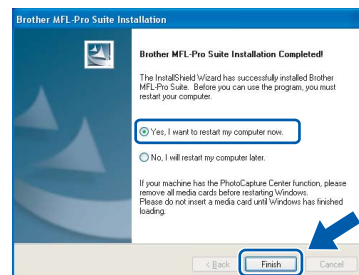 Brother MFL-Pro Suite Installation
Brother MFL-Pro Suite Installation Completed!
The InstallShield Wizard has successfully installed Brother
MFL-Pro Suite. Before you can use the program, you must
restart your computer.
Yes, I want to restart my computer now.
No, I will restart my computer later.
If your machine has the PhotoCapture Center function, please
remove all media cards before restarting Windows.
Please do not insert a media card until Windows has finished
loading.
< Back
Finish
Cancel